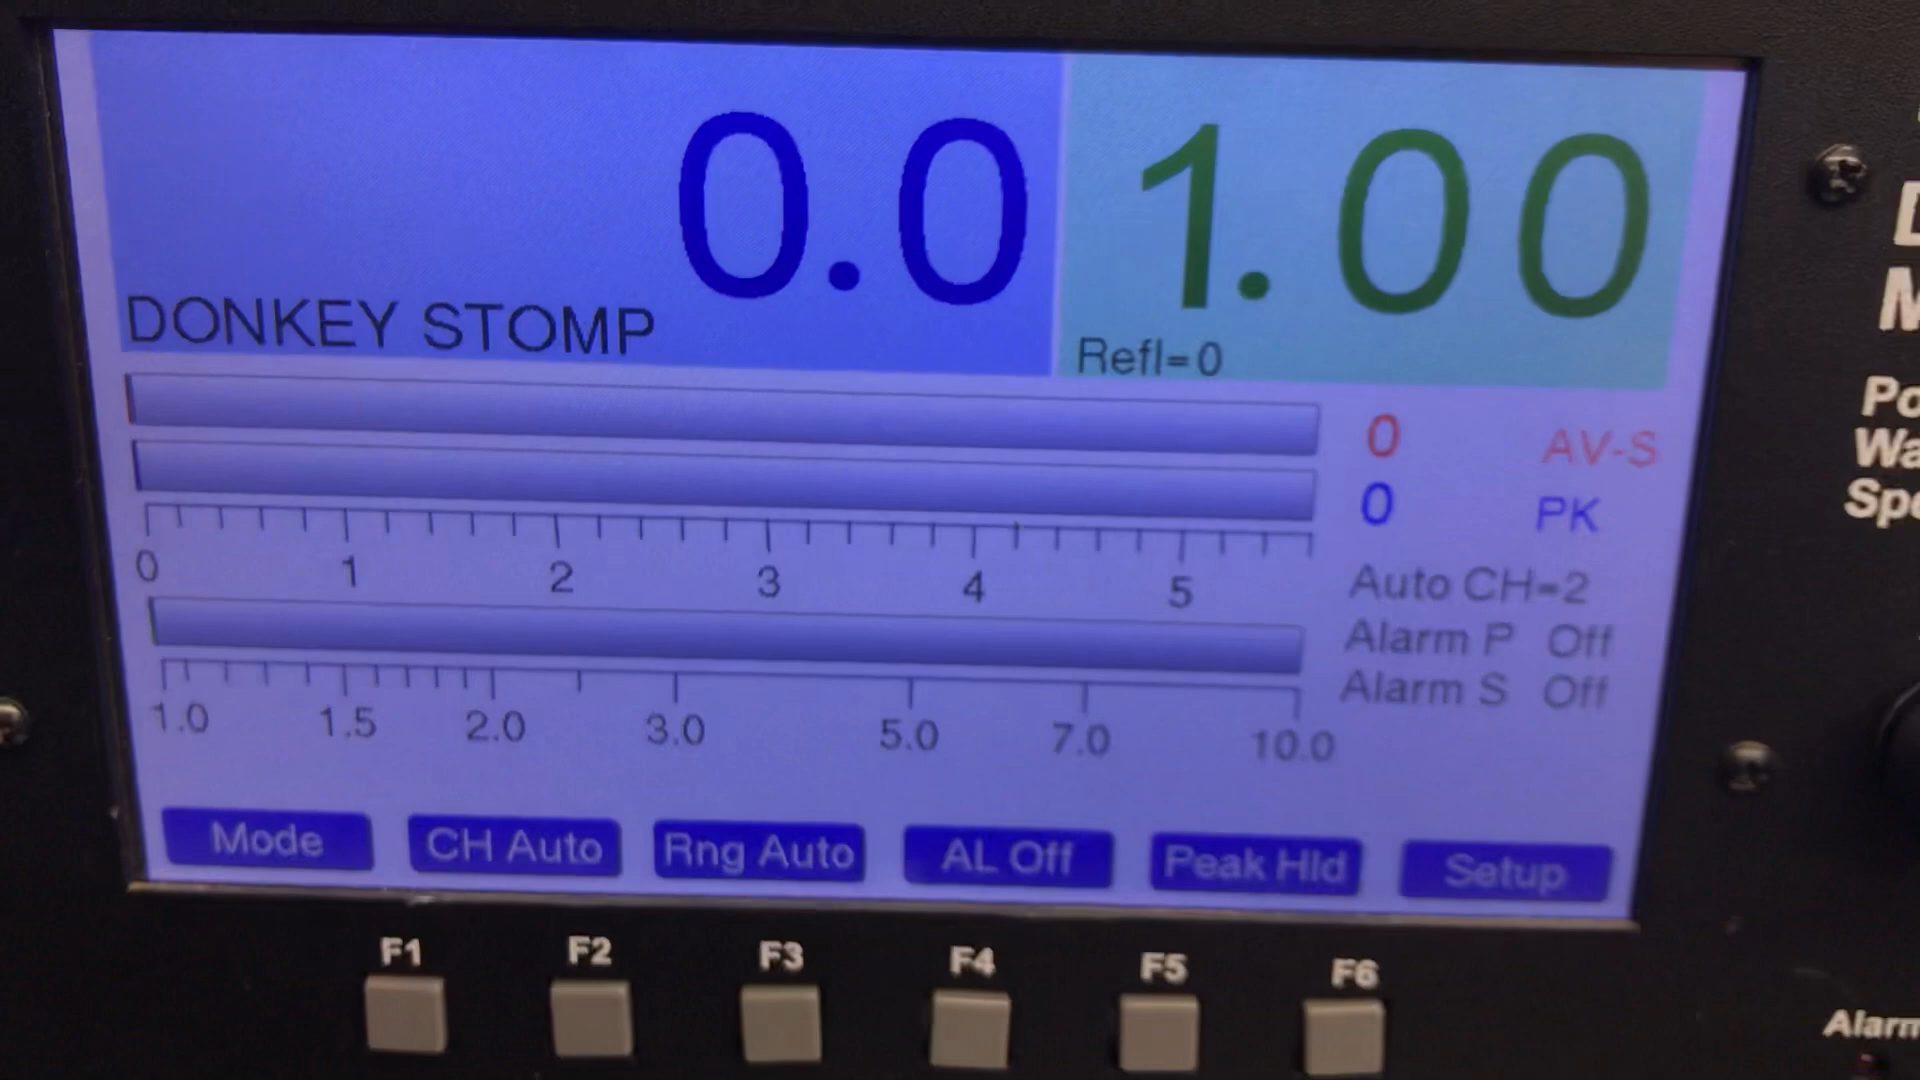 0.0
1.00
DONKEY STOMP
Refl=0
0 AV-S
0 PK
0 1 2 3 4 5
Auto CH=2
Alarm P Off
Alarm S Off
1.0 1.5 2.0 3.0 5.0 7.0 10.0
Mode CH Auto Rng Auto AL Off Peak Hld Setup
F1 F2 F3 F4 F5 F6
Alarm